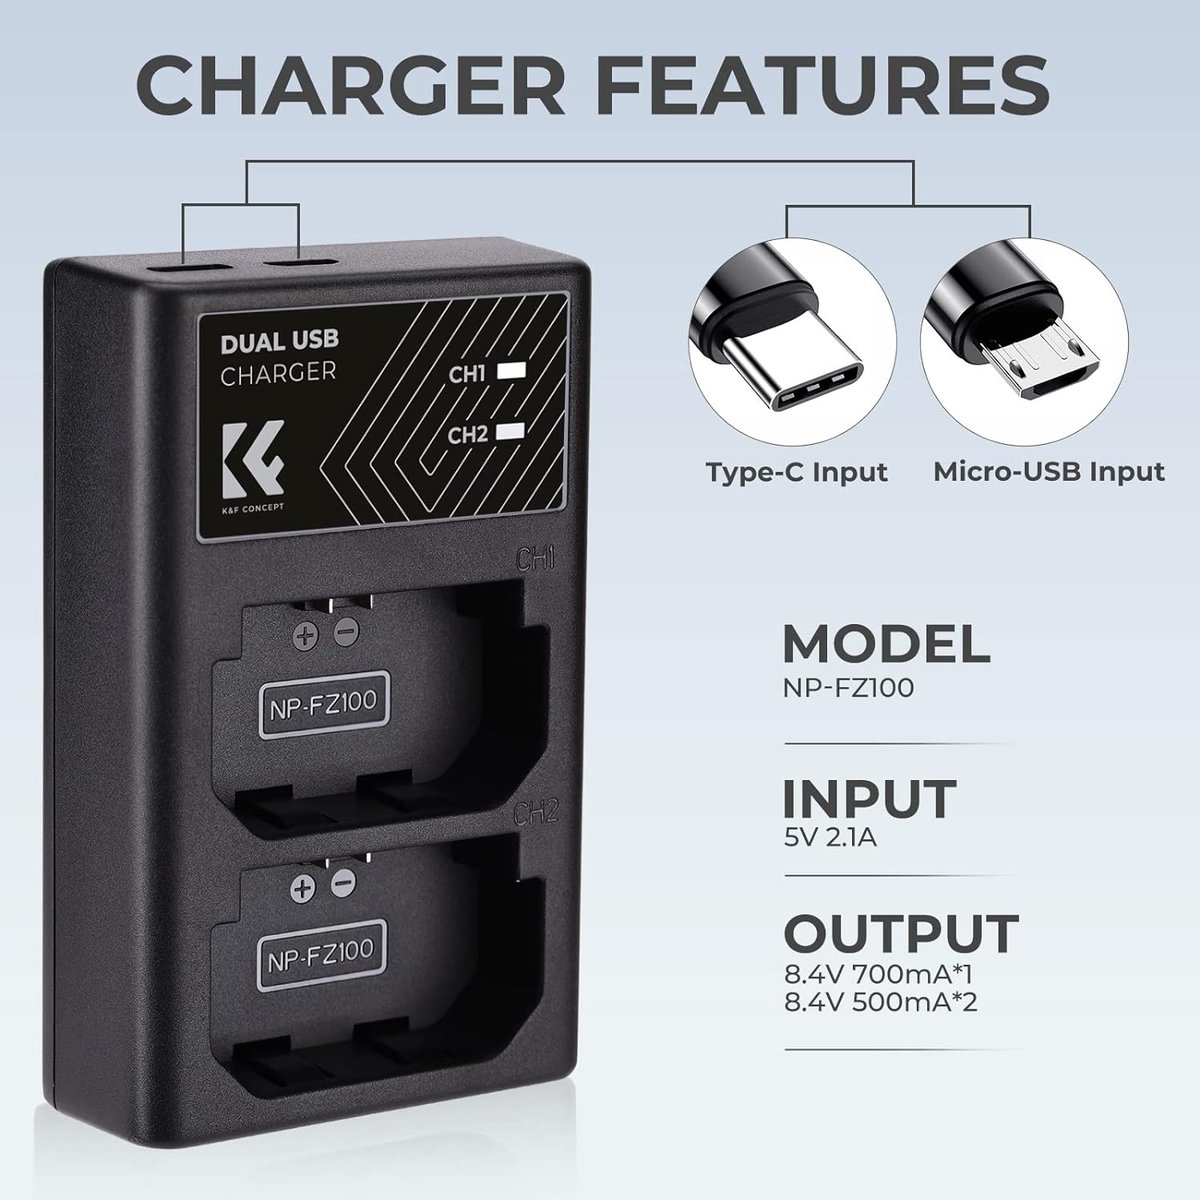 CHARGER FEATURES
DUAL USB
CHARGER
CH1
CH2
K&F CONCEPT
Type-C Input
Micro-USB Input
CH1
NP-FZ100
CH2
NP-FZ100
MODEL
NP-FZ100
INPUT
5V 2.1A
OUTPUT
8.4V 700mA*1
8.4V 500mA*2